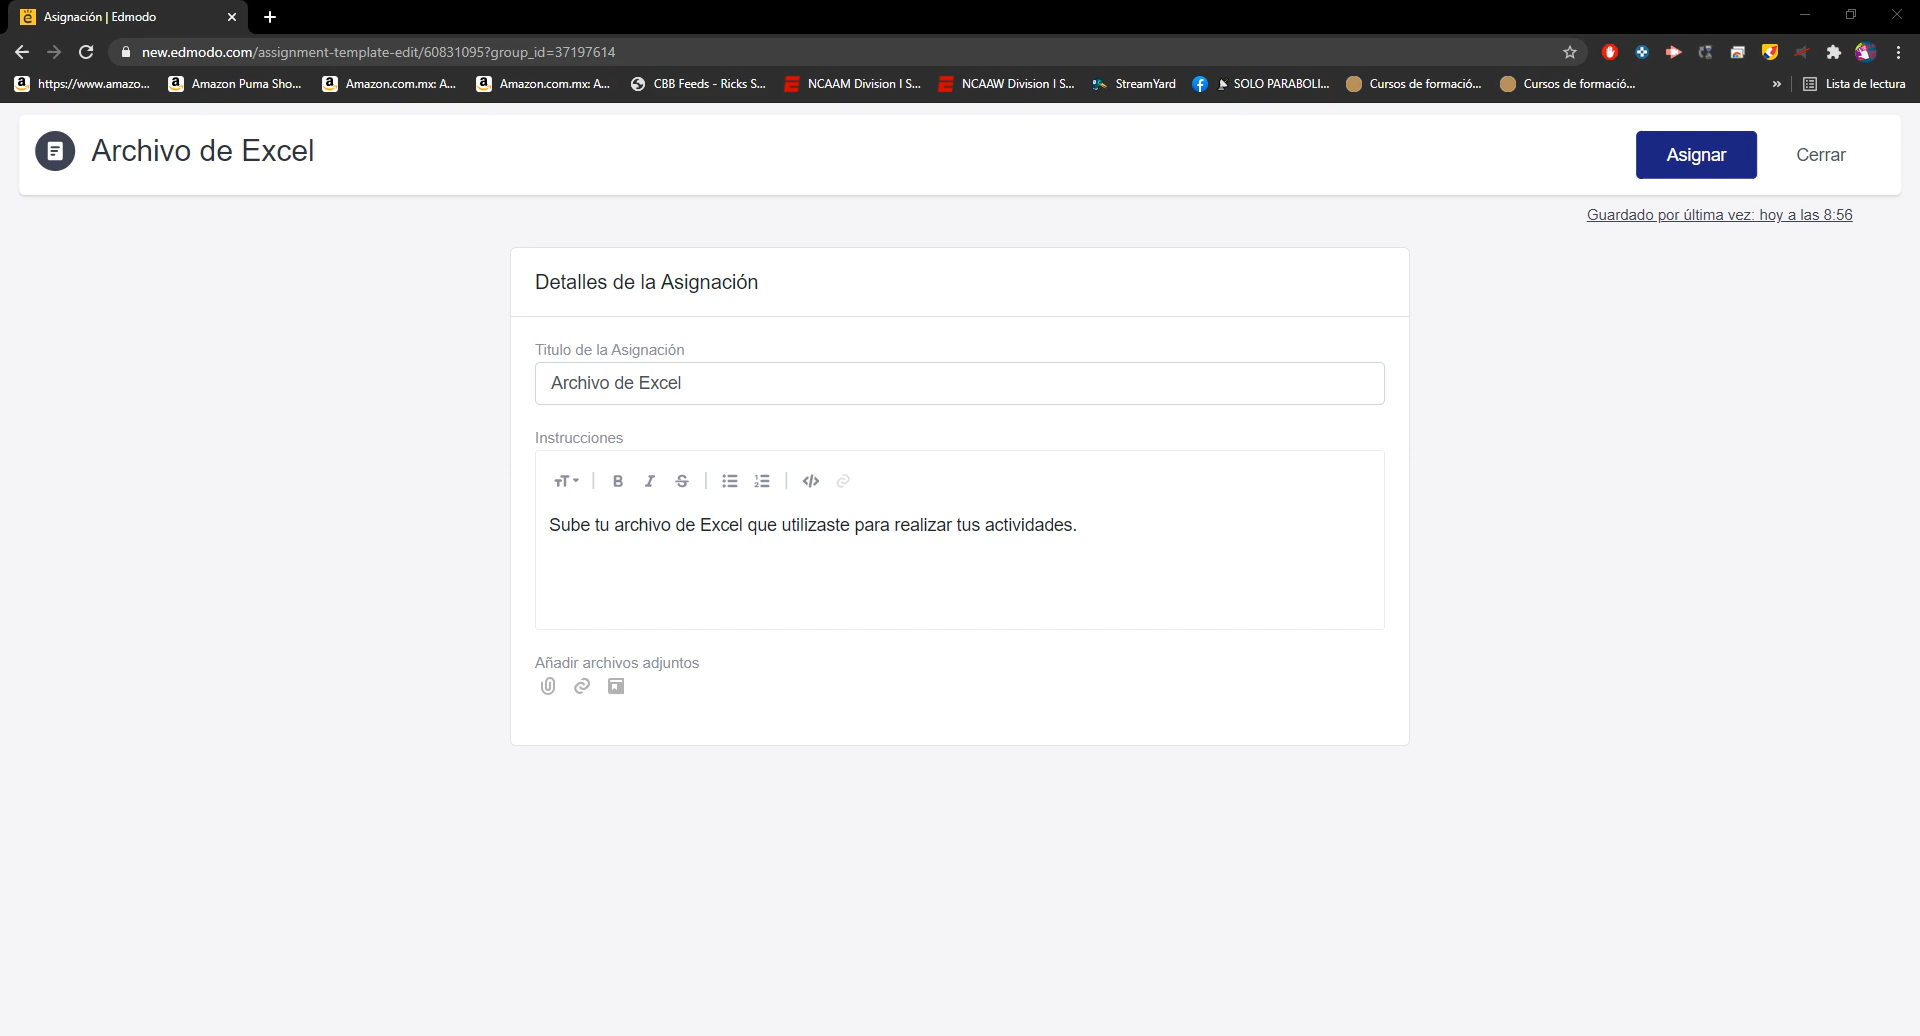 Asignación | Edmodo
new.edmodo.com/assignment-template-edit/60831095?group_id=37197614
https://www.amazo... Amazon Puma Sho... Amazon.com.mx: A... Amazon.com.mx: A... CBB Feeds - Ricks S... NCAAM Division I S... NCAAW Division I S... StreamYard SOLO PARABOLI... Cursos de formació... Cursos de formació... » Lista de lectura
Archivo de Excel
Asignar Cerrar
Guardado por última vez: hoy a las 8:56
Detalles de la Asignación
Titulo de la Asignación
Archivo de Excel
Instrucciones
Sube tu archivo de Excel que utilizaste para realizar tus actividades.
Añadir archivos adjuntos